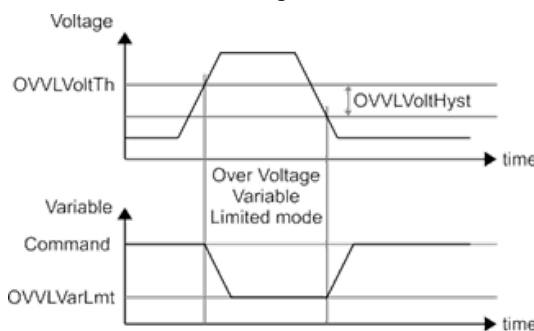 Voltage
OVVLVoltTh
OVVLVoltHyst
time
Over Voltage
Variable
Limited mode
Variable
Command
OVVLVarLmt
time